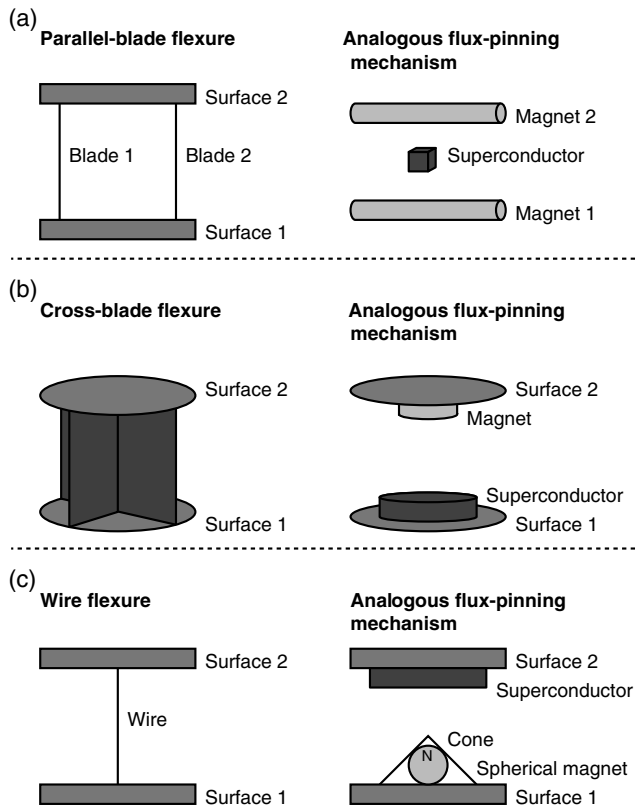 (a)
Parallel-blade flexure
Analogous flux-pinning
mechanism
Surface 2
Blade 1
Blade 2
Surface 1
Magnet 2
Superconductor
Magnet 1
(b)
Cross-blade flexure
Analogous flux-pinning
mechanism
Surface 2
Surface 1
Surface 2
Magnet
Superconductor
Surface 1
(c)
Wire flexure
Analogous flux-pinning
mechanism
Surface 2
Wire
Surface 1
Surface 2
Superconductor
Cone
N
Spherical magnet
Surface 1